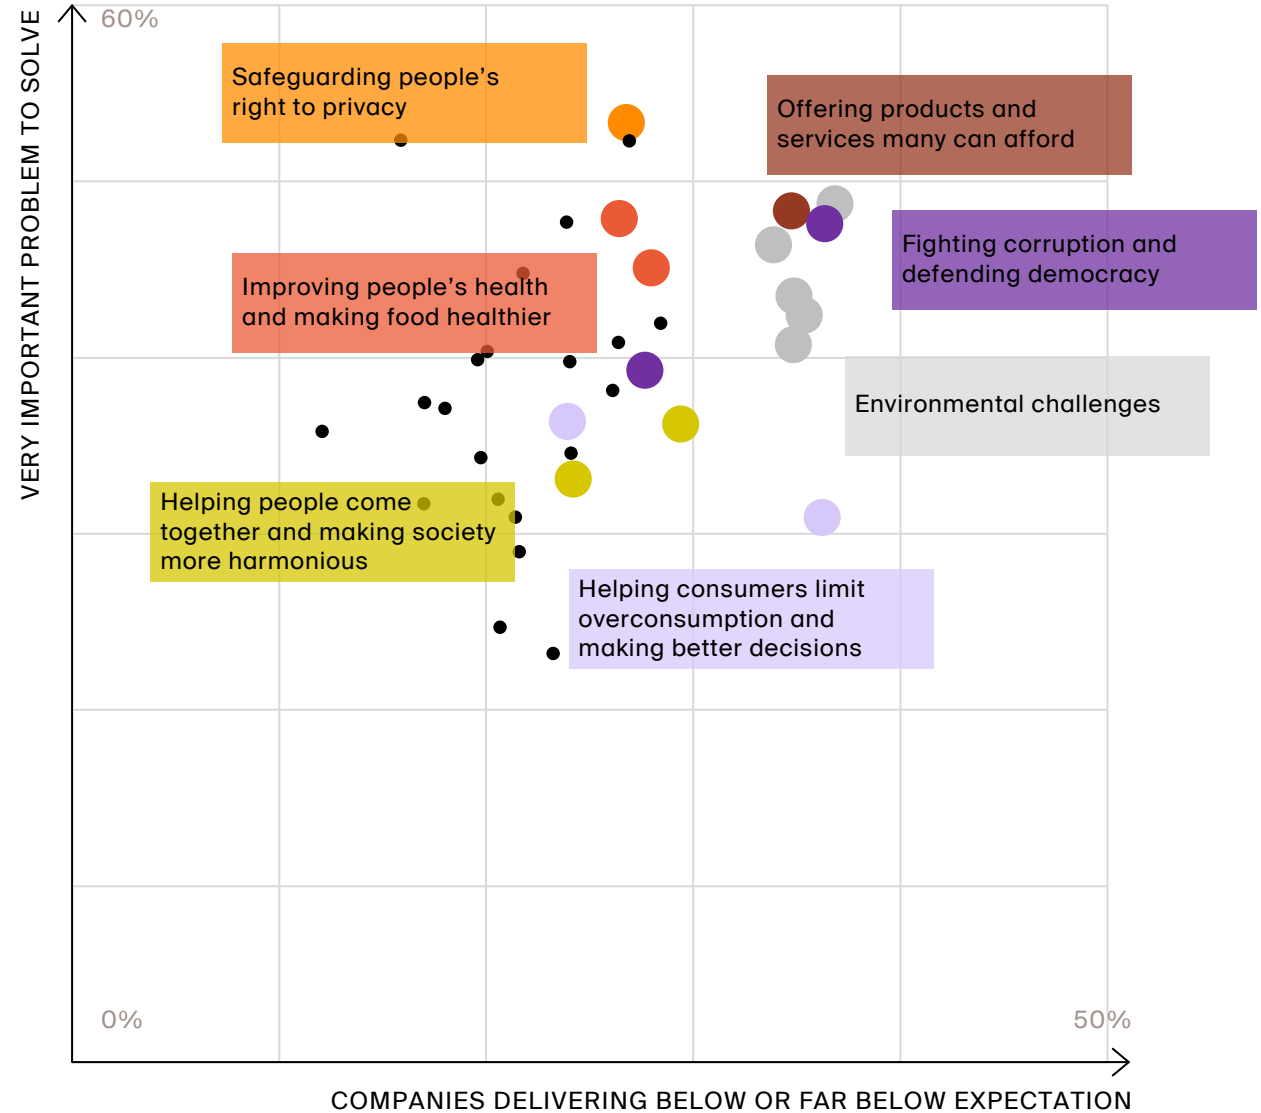 VERY IMPORTANT PROBLEM TO SOLVE
60%
Safeguarding people’s
right to privacy
Offering products and
services many can afford
Fighting corruption and
defending democracy
Improving people’s health
and making food healthier
Environmental challenges
Helping people come
together and making society
more harmonious
Helping consumers limit
overconsumption and
making better decisions
0%
50%
COMPANIES DELIVERING BELOW OR FAR BELOW EXPECTATION